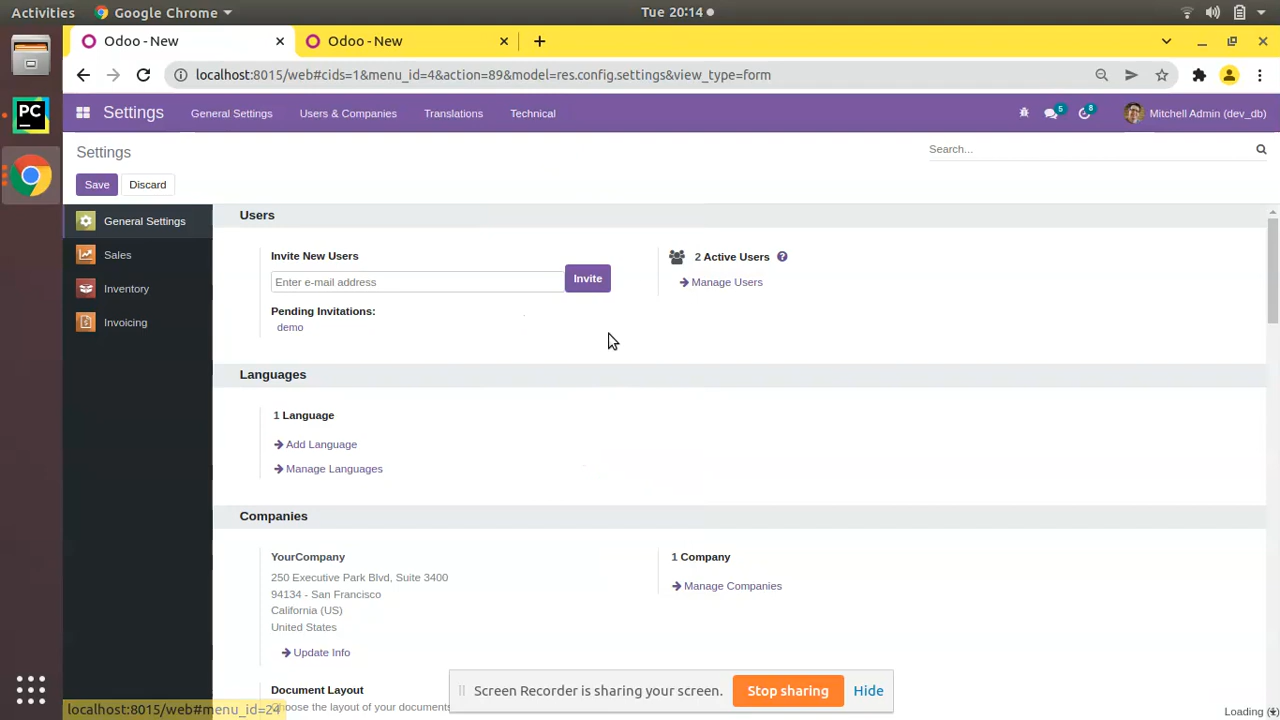 Activities Google Chrome Tue 20:14
Odoo - New Odoo - New
localhost:8015/web#cids=1&menu_id=4&action=89&model=res.config.settings&view_type=form
Settings General Settings Users & Companies Translations Technical 5 8 Mitchell Admin (dev_db)
Settings Search...
Save Discard
General Settings
Sales
Inventory
Invoicing
Users
Invite New Users
Enter e-mail address Invite
Pending Invitations:
demo
2 Active Users
Manage Users
Languages
1 Language
Add Language
Manage Languages
Companies
YourCompany
250 Executive Park Blvd, Suite 3400
94134 - San Francisco
California (US)
United States
Update Info
1 Company
Manage Companies
Document Layout
Choose the layout of your documents
Screen Recorder is sharing your screen. Stop sharing Hide
localhost:8015/web#menu_id=24
Loading
PC